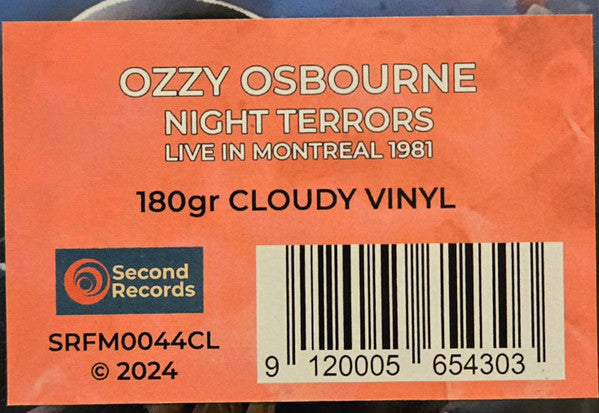 OZZY OSBOURNE
NIGHT TERRORS
LIVE IN MONTREAL 1981
180gr CLOUDY VINYL
Second
Records
SRFM0044CL
© 2024
9 120005 654303